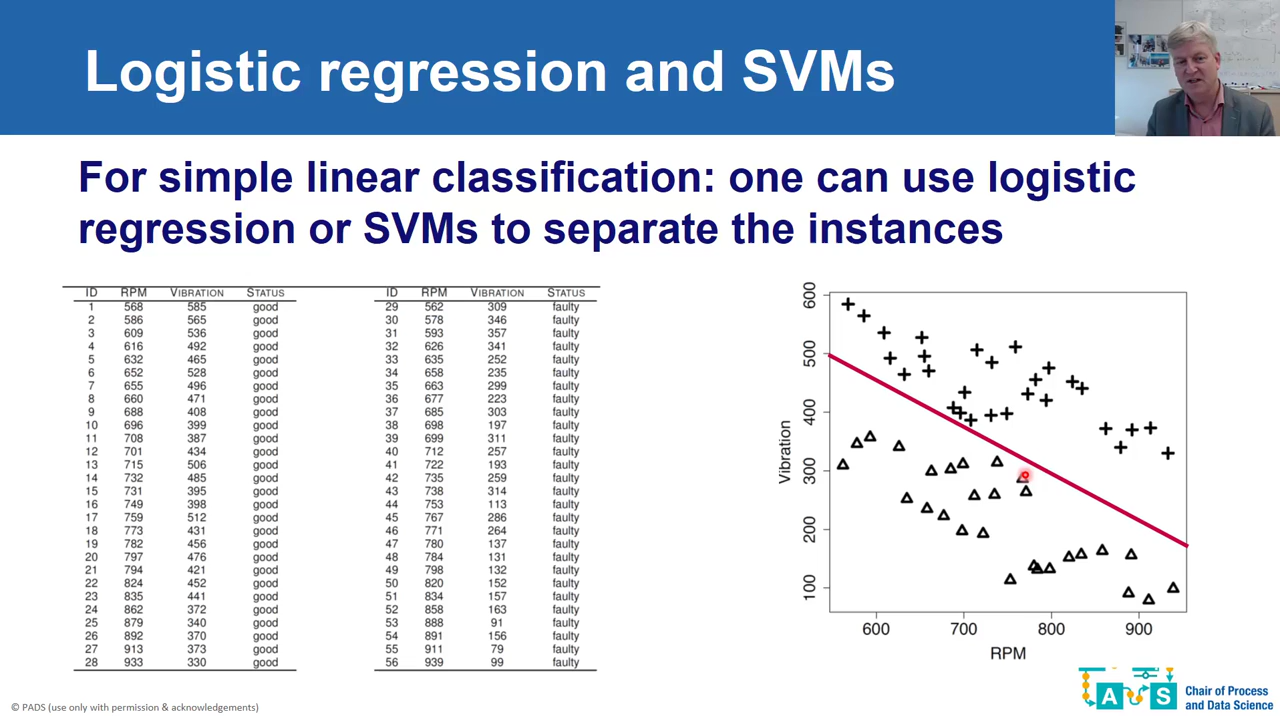 Logistic regression and SVMs
For simple linear classification: one can use logistic
regression or SVMs to separate the instances
ID RPM VIBRATION STATUS
1 568 585 good
2 586 565 good
3 609 536 good
4 616 492 good
5 632 465 good
6 652 528 good
7 655 496 good
8 660 471 good
9 688 408 good
10 696 399 good
11 708 387 good
12 701 434 good
13 715 506 good
14 732 485 good
15 731 395 good
16 749 398 good
17 759 512 good
18 773 431 good
19 782 456 good
20 797 476 good
21 794 421 good
22 824 452 good
23 835 441 good
24 862 372 good
25 879 340 good
26 892 370 good
27 913 373 good
28 933 330 good
ID RPM VIBRATION STATUS
29 562 309 faulty
30 578 346 faulty
31 593 357 faulty
32 626 341 faulty
33 635 252 faulty
34 658 235 faulty
35 663 299 faulty
36 677 223 faulty
37 685 303 faulty
38 698 197 faulty
39 699 311 faulty
40 712 257 faulty
41 722 193 faulty
42 735 259 faulty
43 738 314 faulty
44 753 113 faulty
45 767 286 faulty
46 771 264 faulty
47 780 137 faulty
48 784 131 faulty
49 798 132 faulty
50 820 152 faulty
51 834 157 faulty
52 858 163 faulty
53 888 91 faulty
54 891 156 faulty
55 911 79 faulty
56 939 99 faulty
600
500
400
300
200
100
Vibration
600 700 800 900
RPM
A S
Chair of Process
and Data Science
© PADS (use only with permission & acknowledgements)